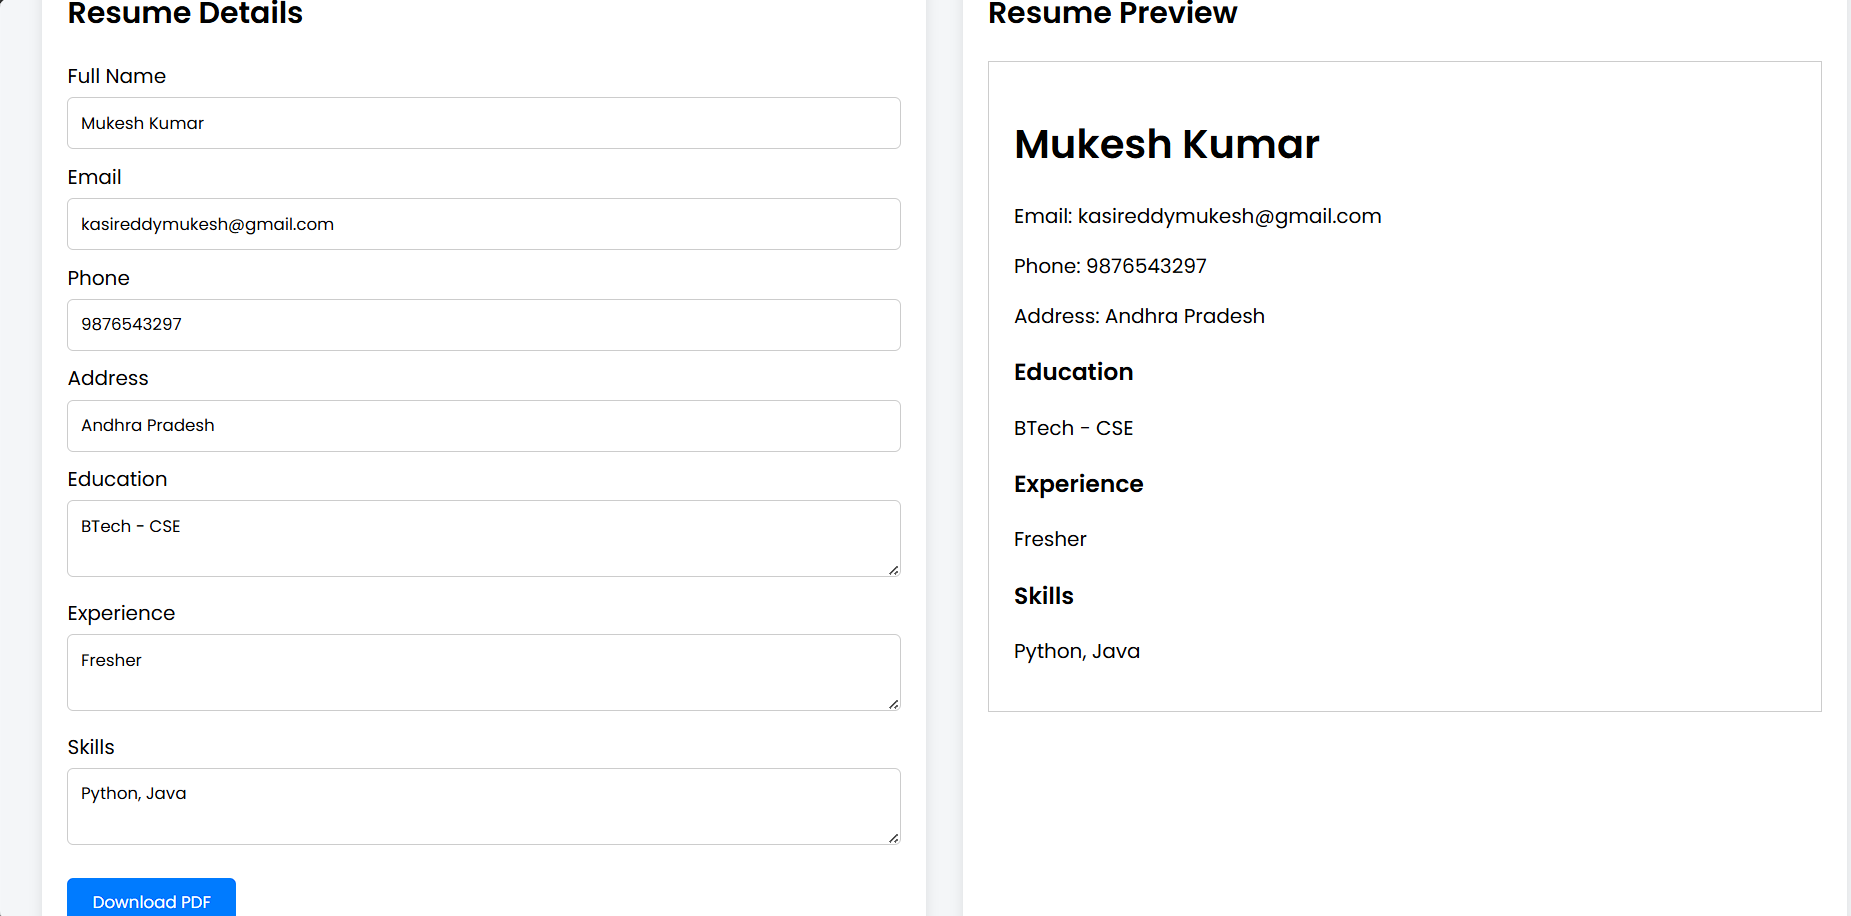 Resume Details
Full Name
Mukesh Kumar
Email
kasireddymukesh@gmail.com
Phone
9876543297
Address
Andhra Pradesh
Education
BTech - CSE
Experience
Fresher
Skills
Python, Java
Download PDF
Resume Preview
Mukesh Kumar
Email: kasireddymukesh@gmail.com
Phone: 9876543297
Address: Andhra Pradesh
Education
BTech - CSE
Experience
Fresher
Skills
Python, Java